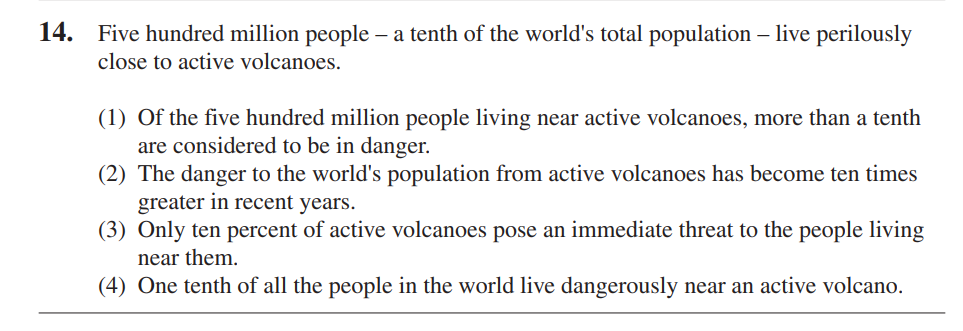 14. Five hundred million people – a tenth of the world's total population – live perilously
close to active volcanoes.
(1) Of the five hundred million people living near active volcanoes, more than a tenth
are considered to be in danger.
(2) The danger to the world's population from active volcanoes has become ten times
greater in recent years.
(3) Only ten percent of active volcanoes pose an immediate threat to the people living
near them.
(4) One tenth of all the people in the world live dangerously near an active volcano.